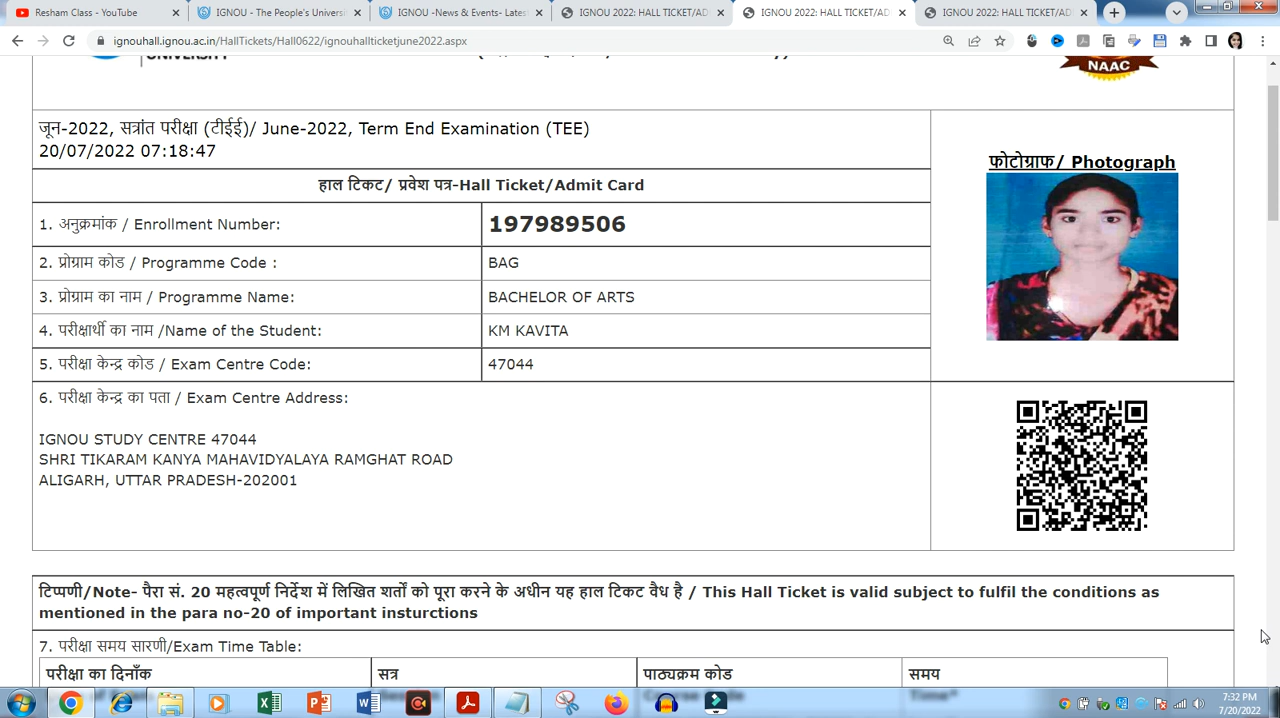 Resham Class - YouTube
IGNOU - The People's Universi
IGNOU -News & Events- Lates
IGNOU 2022: HALL TICKET/AD
IGNOU 2022: HALL TICKET/AD
IGNOU 2022: HALL TICKET/AD
ignouhall.ignou.ac.in/HallTickets/Hall0622/ignouhallticketjune2022.aspx
UNIVERSITY
NAAC
जून-2022, सत्रांत परीक्षा (टीईई)/ June-2022, Term End Examination (TEE)
20/07/2022 07:18:47
फोटोग्राफ/ Photograph
हाल टिकट/ प्रवेश पत्र-Hall Ticket/Admit Card
1. अनुक्रमांक / Enrollment Number: 197989506
2. प्रोग्राम कोड / Programme Code : BAG
3. प्रोग्राम का नाम / Programme Name: BACHELOR OF ARTS
4. परीक्षार्थी का नाम /Name of the Student: KM KAVITA
5. परीक्षा केन्द्र कोड / Exam Centre Code: 47044
6. परीक्षा केन्द्र का पता / Exam Centre Address:
IGNOU STUDY CENTRE 47044
SHRI TIKARAM KANYA MAHAVIDYALAYA RAMGHAT ROAD
ALIGARH, UTTAR PRADESH-202001
टिप्पणी/Note- पैरा सं. 20 महत्वपूर्ण निर्देश में लिखित शर्तों को पूरा करने के अधीन यह हाल टिकट वैध है / This Hall Ticket is valid subject to fulfil the conditions as
mentioned in the para no-20 of important insturctions
7. परीक्षा समय सारणी/Exam Time Table:
परीक्षा का दिनाँक सत्र पाठ्यक्रम कोड समय
7:32 PM
7/20/2022